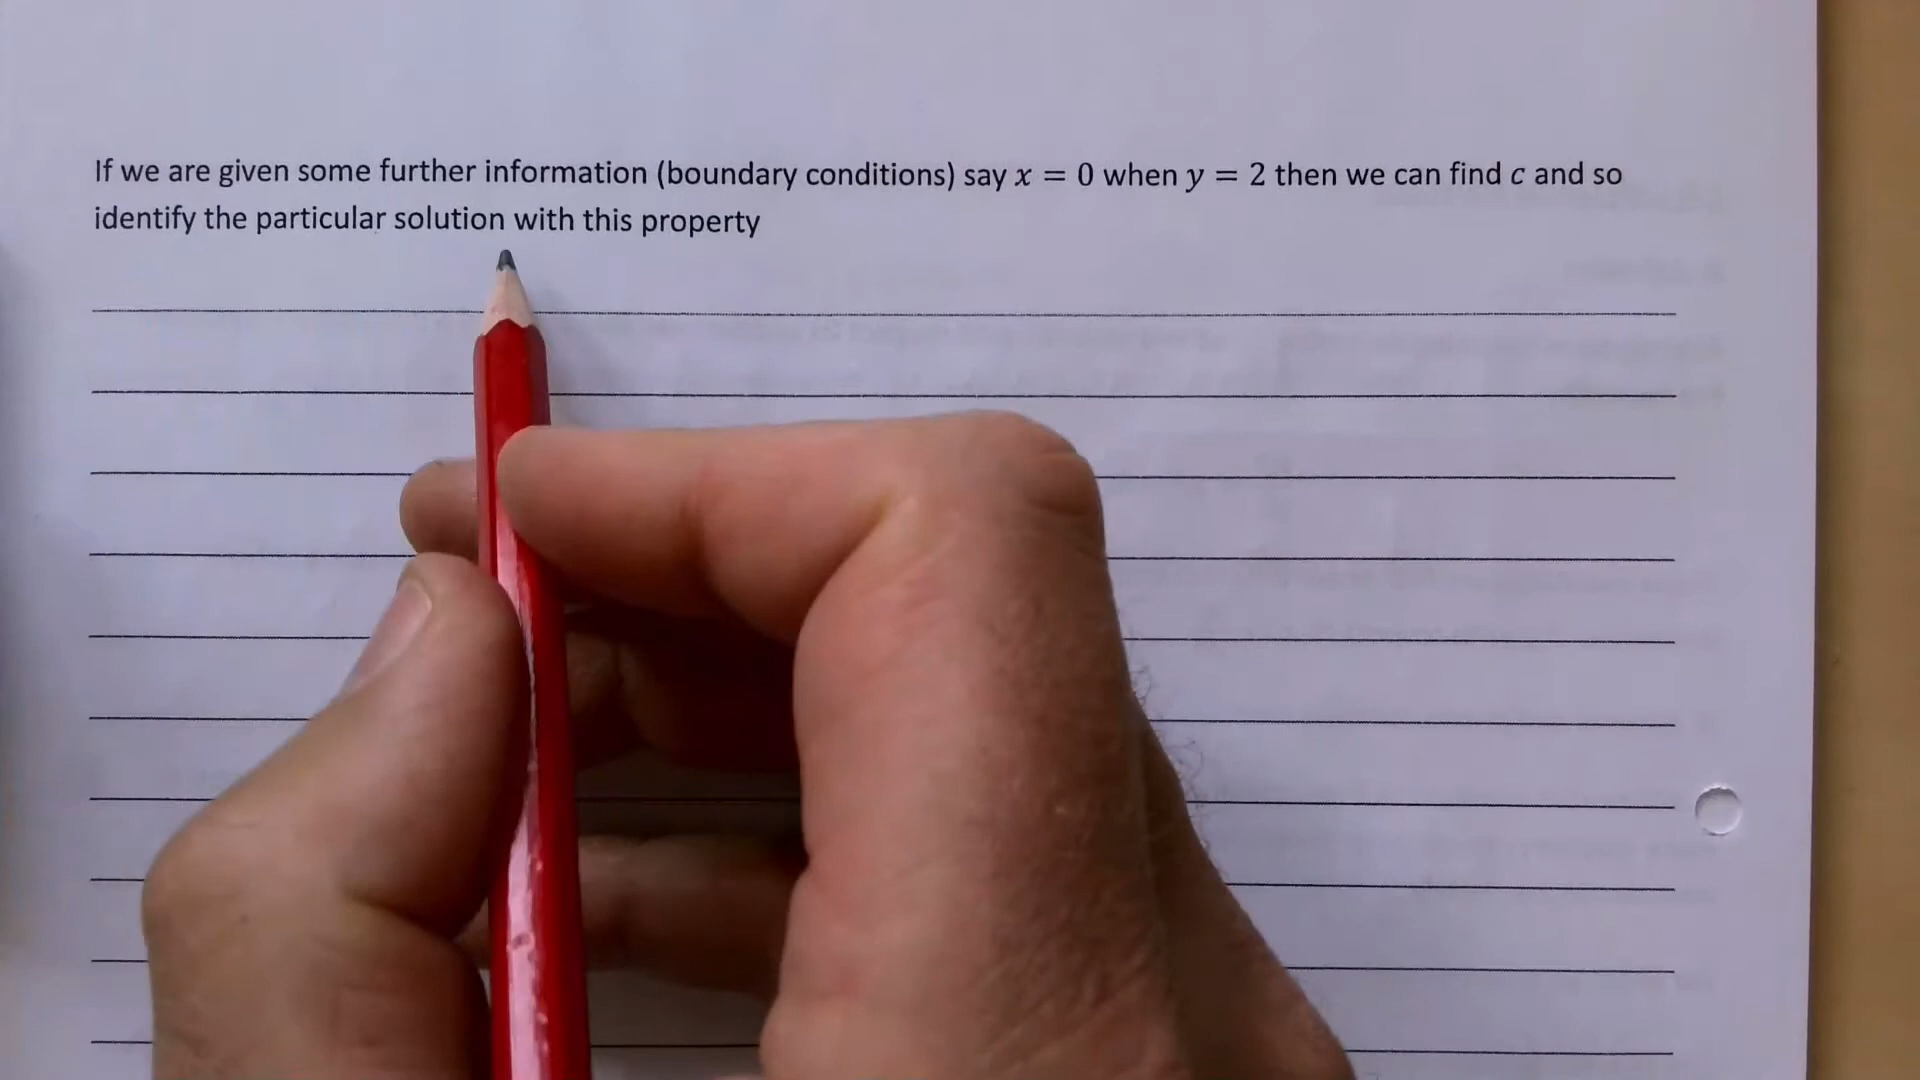 If we are given some further information (boundary conditions) say x = 0 when y = 2 then we can find c and so
identify the particular solution with this property